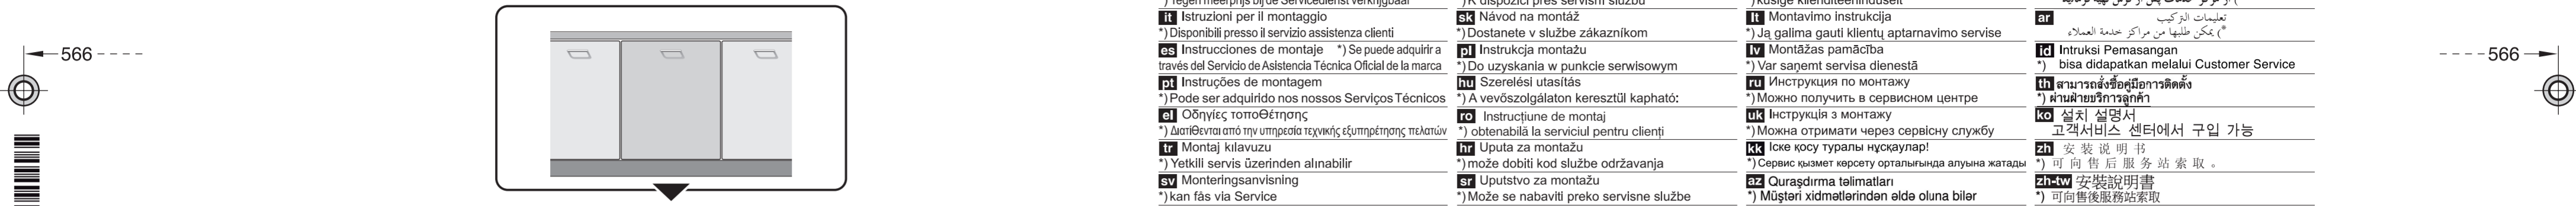 566
*) Tegen meerprijs bij de Servicedienst verkrijgbaar
it Istruzioni per il montaggio
*) Disponibili presso il servizio assistenza clienti
es Instrucciones de montaje *) Se puede adquirir a
través del Servicio de Asistencia Técnica Oficial de la marca
pt Instruções de montagem
*) Pode ser adquirido nos nossos Serviços Técnicos
el Οδηγίες τοποθέτησης
*) Διατίθενται από την υπηρεσία τεχνικής εξυπηρέτησης πελατών
tr Montaj kılavuzu
*) Yetkili servis üzerinden alınabilir
sv Monteringsanvisning
*) kan fås via Service
*) K dispozici přes servisní službu
sk Návod na montáž
*) Dostanete v službe zákazníkom
pl Instrukcja montażu
*) Do uzyskania w punkcie serwisowym
hu Szerelési utasítás
*) A vevőszolgálaton keresztül kapható:
ro Instrucțiune de montaj
*) obtenabilă la serviciul pentru clienți
hr Uputa za montažu
*) može dobiti kod službe održavanja
sr Uputstvo za montažu
*) Može se nabaviti preko servisne službe
lt Montavimo instrukcija
*) Ją galima gauti klientų aptarnavimo servise
lv Montāžas pamācība
*) Var saņemt servisa dienestā
ru Инструкция по монтажу
*) Можно получить в сервисном центре
uk Інструкція з монтажу
*) Можна отримати через сервісну службу
kk Іске қосу туралы нұсқаулар!
*) Сервис қызмет көрсету орталығында алуына жатады
az Quraşdırma təlimatları
*) Müştəri xidmətlərindən əldə oluna bilər
ar تعليمات التركيب
*) يمكن طلبها من مراكز خدمة العملاء
id Intruksi Pemasangan
*) bisa didapatkan melalui Customer Service
th สามารถสั่งซื้อคู่มือการติดตั้ง
*) ผ่านฝ่ายบริการลูกค้า
ko 설치 설명서
고객서비스 센터에서 구입 가능
zh 安装说明书
*) 可向售后服务站索取。
zh-tw 安裝說明書
*) 可向售後服務站索取
566